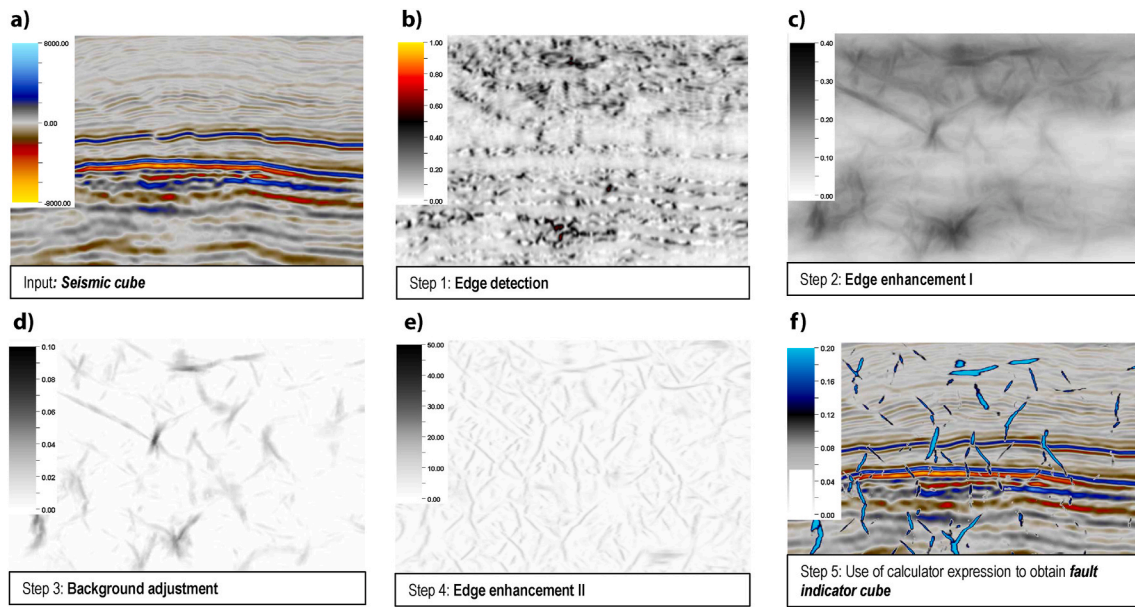 a)
8000.00
0.00
-8000.00
Input: Seismic cube
b)
1.00
0.80
0.60
0.40
0.20
0.00
Step 1: Edge detection
c)
0.40
0.30
0.20
0.10
0.00
Step 2: Edge enhancement I
d)
0.10
0.08
0.06
0.04
0.02
0.00
Step 3: Background adjustment
e)
50.00
40.00
30.00
20.00
10.00
00.00
Step 4: Edge enhancement II
f)
0.20
0.16
0.12
0.08
0.04
0.00
Step 5: Use of calculator expression to obtain fault
indicator cube